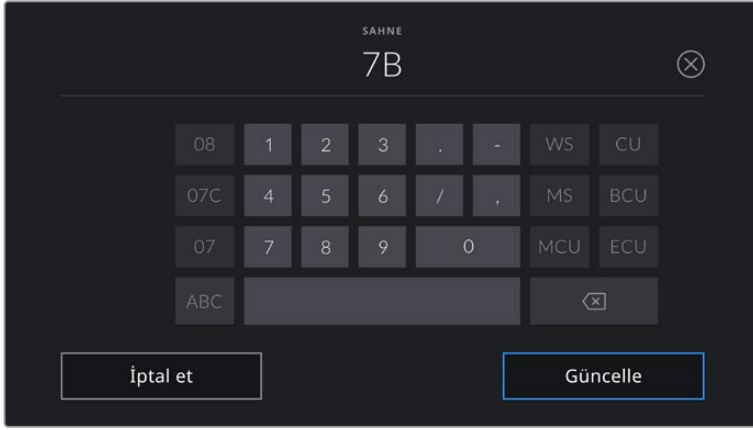 SAHNE
7B
08 1 2 3 . - WS CU
07C 4 5 6 / , MS BCU
07 7 8 9 0 MCU ECU
ABC
İptal et Güncelle